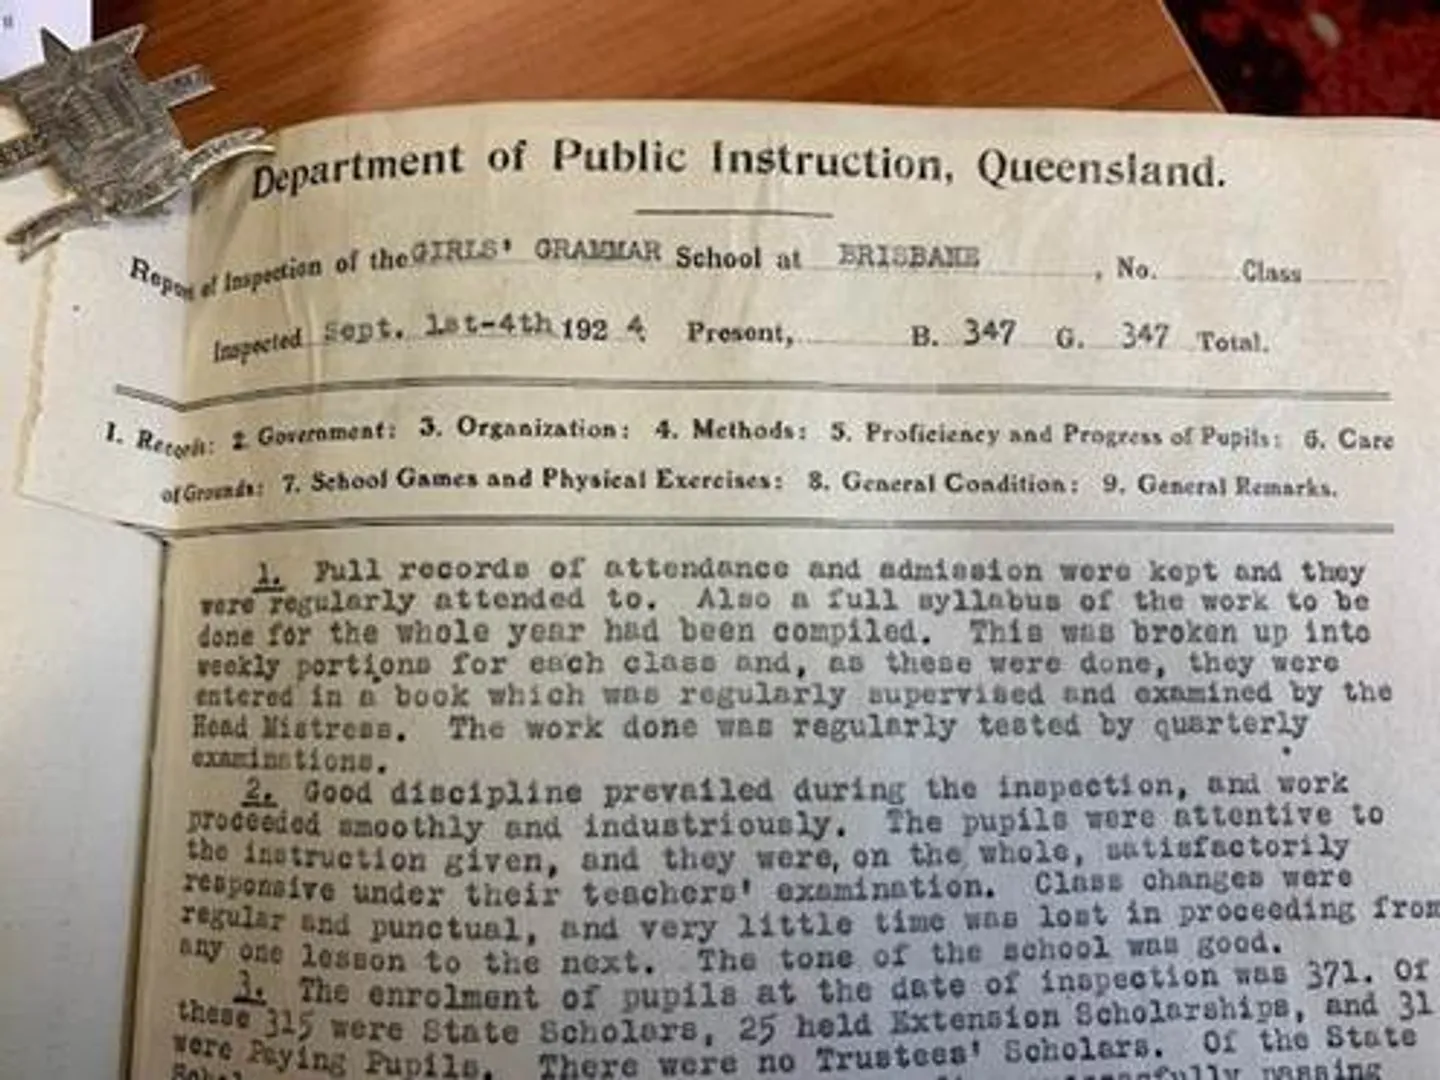 Department of Public Instruction, Queensland.
Report of Inspection of the GIRLS' GRAMMAR School at BRISBANE, No. Class
Inspected Sept. 1st-4th 1924 Present, B. 347 G. 347 Total.
1. Records: 2. Government: 3. Organization: 4. Methods: 5. Proficiency and Progress of Pupils: 6. Care
of Grounds: 7. School Games and Physical Exercises: 8. General Condition: 9. General Remarks.
1. Full records of attendance and admission were kept and they
were regularly attended to. Also a full syllabus of the work to be
done for the whole year had been compiled. This was broken up into
weekly portions for each class and, as these were done, they were
entered in a book which was regularly supervised and examined by the
Head Mistress. The work done was regularly tested by quarterly
examinations.
2. Good discipline prevailed during the inspection, and work
proceeded smoothly and industriously. The pupils were attentive to
the instruction given, and they were, on the whole, satisfactorily
responsive under their teachers' examination. Class changes were
regular and punctual, and very little time was lost in proceeding from
any one lesson to the next. The tone of the school was good.
3. The enrolment of pupils at the date of inspection was 371. Of
these 315 were State Scholars, 25 held Extension Scholarships, and 31
were Paying Pupils. There were no Trustees' Scholars. Of the State
passing